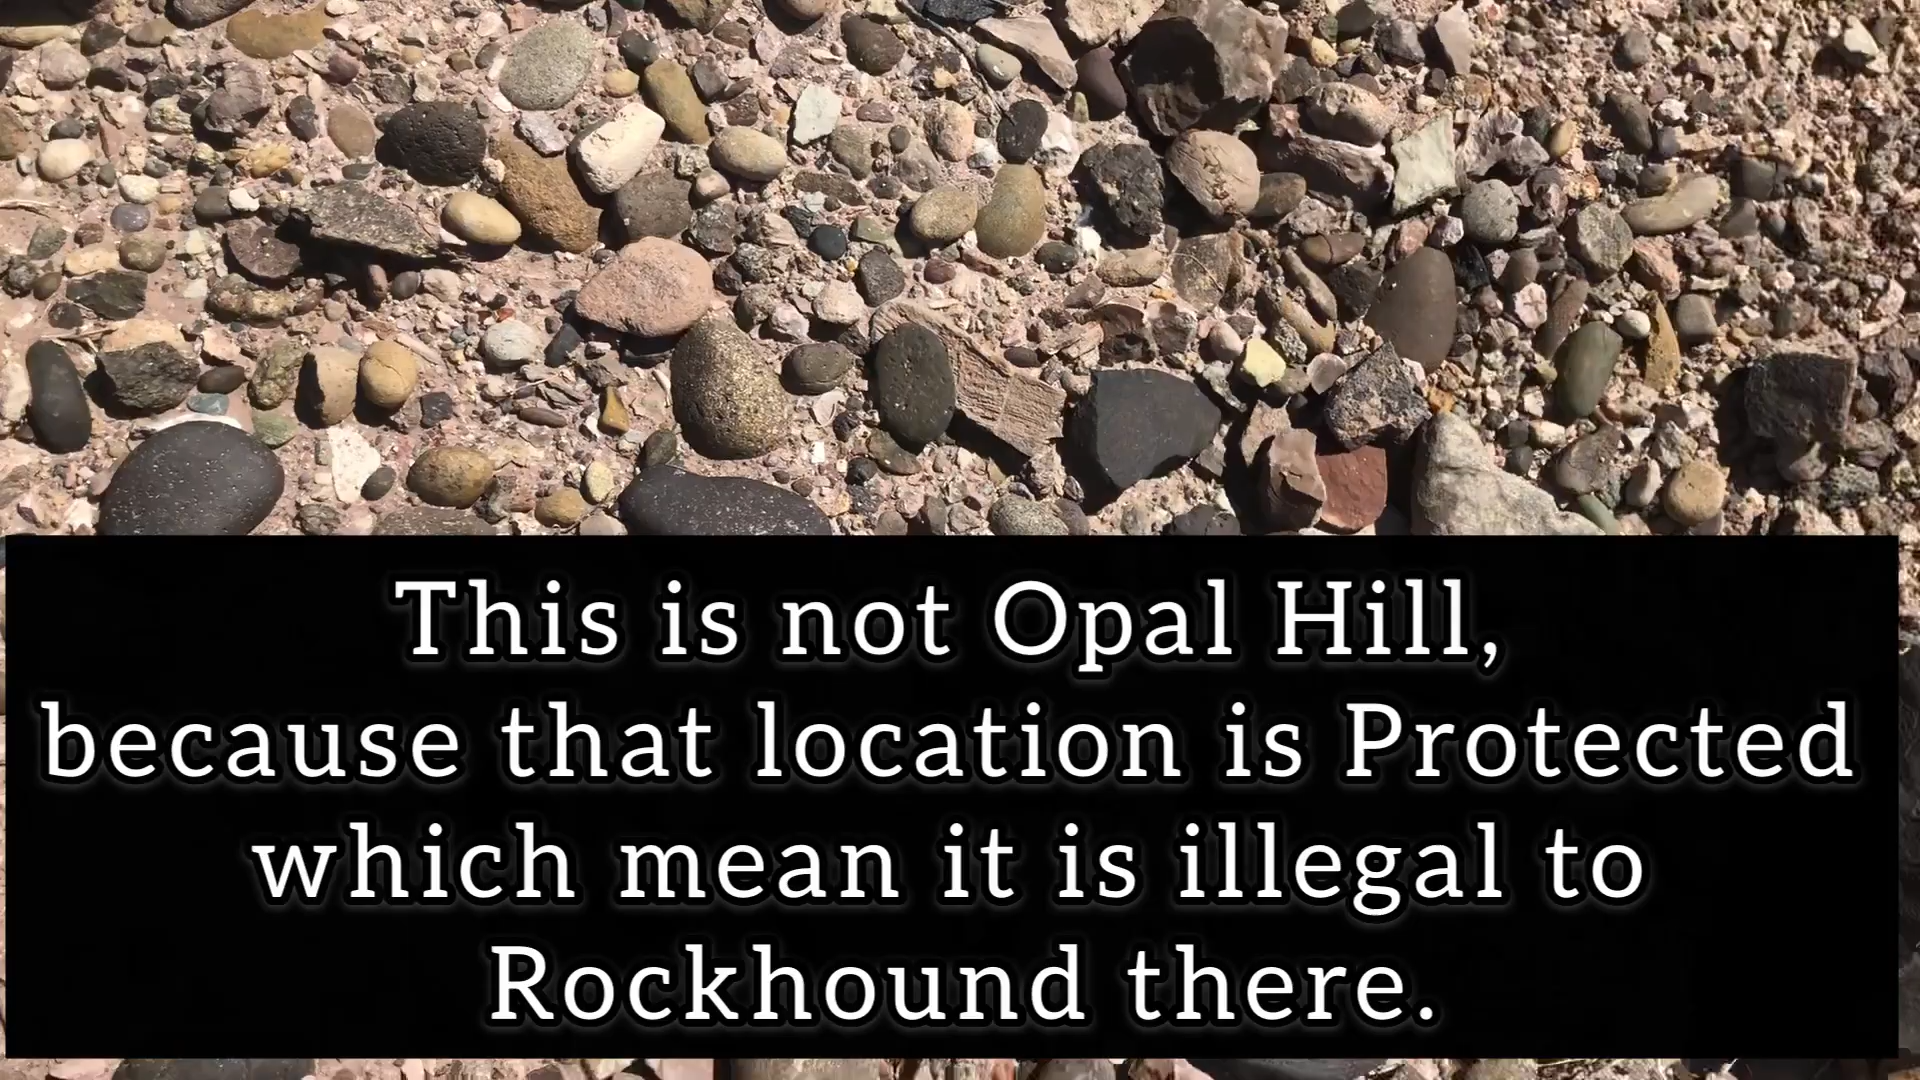 This is not Opal Hill,
because that location is Protected
which mean it is illegal to
Rockhound there.